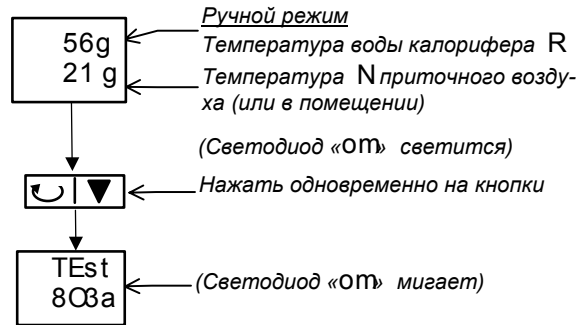 Ручной режим
56g
Температура воды калорифера R
21 g
Температура N приточного возду-
ха (или в помещении)
(Светодиод «om» светится)
Нажать одновременно на кнопки
TEst
8O3a
(Светодиод «om» мигает)